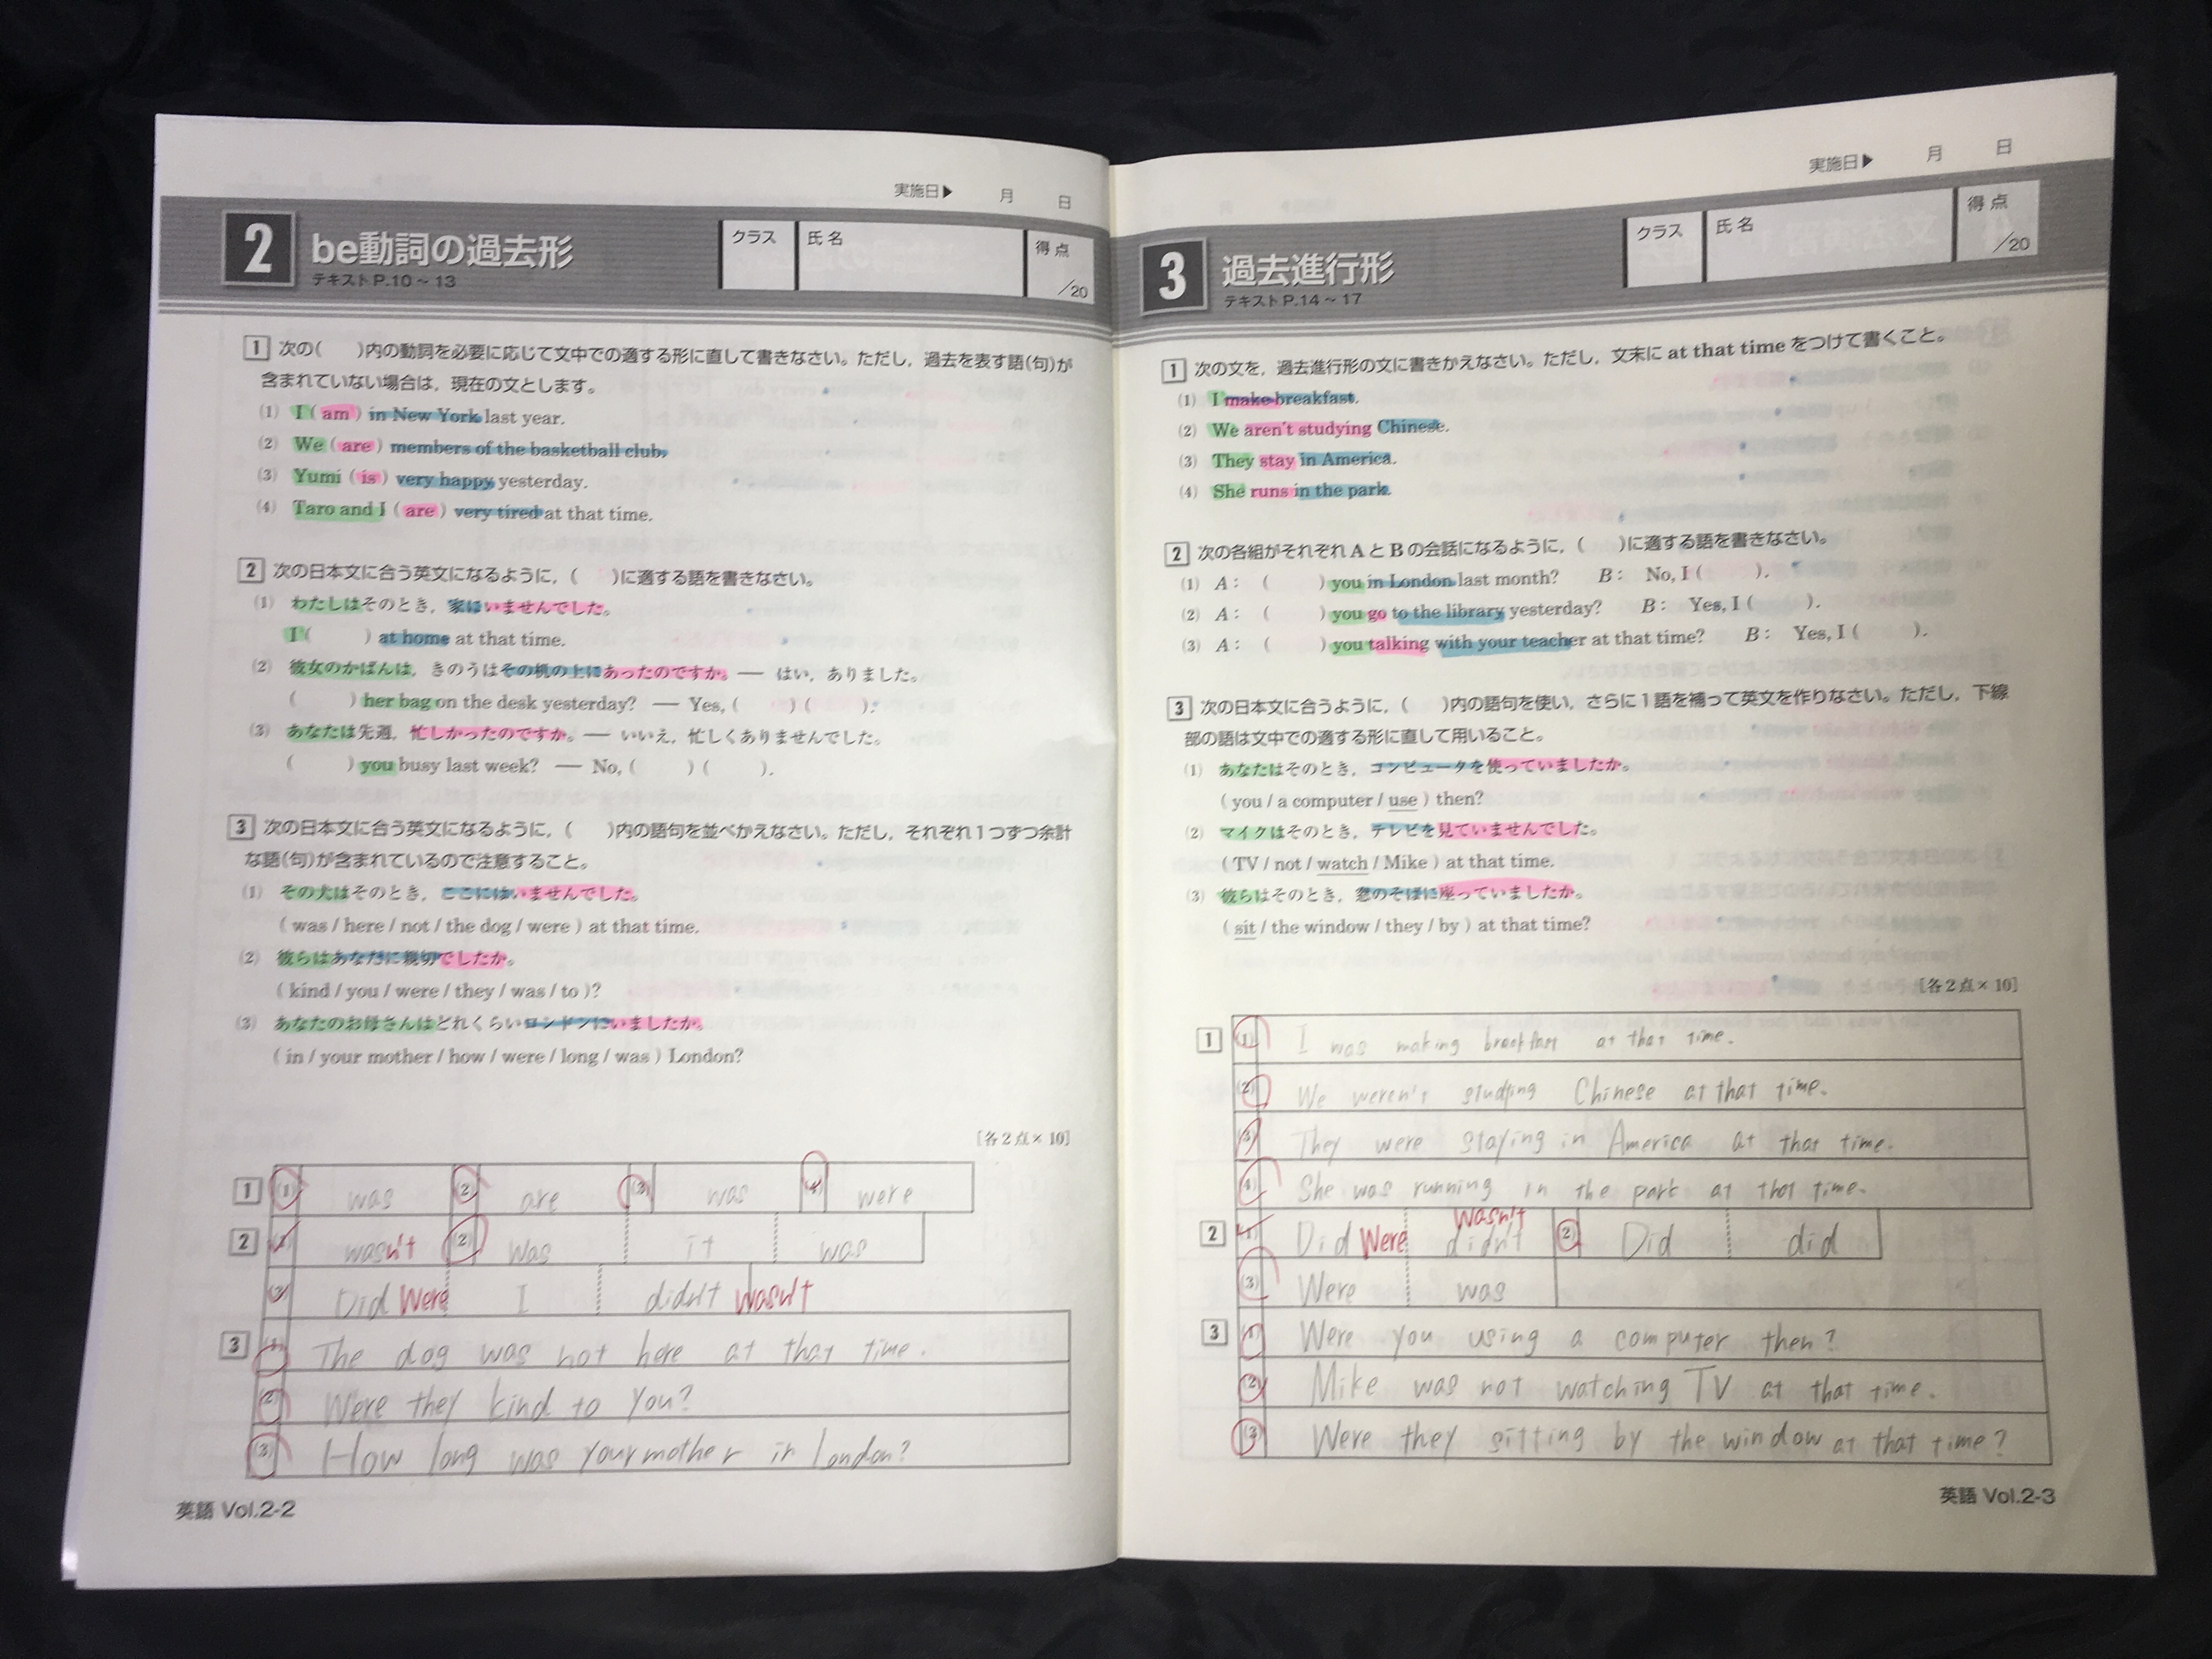 実施日▶ 月 日
2 be動詞の過去形 クラス 氏名 得点
テキストP.10～13 ／20
1 次の( )内の動詞を必要に応じて文中での適する形に直して書きなさい。ただし，過去を表す語(句)が
含まれていない場合は，現在の文とします。
(1) I ( am ) in New York last year.
(2) We ( are ) members of the basketball club.
(3) Yumi ( is ) very happy yesterday.
(4) Taro and I ( are ) very tired at that time.
2 次の日本文に合う英文になるように，( )に適する語を書きなさい。
(1) わたしはそのとき，家にいませんでした。
I ( ) at home at that time.
(2) 彼女のかばんは，きのうはその机の上にあったのですか。― はい，ありました。
( ) her bag on the desk yesterday? ― Yes, ( ) ( ).
(3) あなたは先週，忙しかったのですか。― いいえ，忙しくありませんでした。
( ) you busy last week? ― No, ( ) ( ).
3 次の日本文に合う英文になるように，( )内の語句を並べかえなさい。ただし，それぞれ1つずつ余計
な語(句)が含まれているので注意すること。
(1) その犬はそのとき，ここにはいませんでした。
( was / here / not / the dog / were ) at that time.
(2) 彼らはあなたに親切でしたか。
( kind / you / were / they / was / to )?
(3) あなたのお母さんはどれくらいロンドンにいましたか。
( in / your mother / how / were / long / was ) London?
[各2点×10]
1 (1) was (2) are (3) was (4) were
2 (1) wasn't (2) Was it was
(3) Did Were I didn't wasn't
3 (1) The dog was not here at that time.
(2) Were they kind to you?
(3) How long was your mother in London?
英語 Vol.2-2
実施日▶ 月 日
3 過去進行形 クラス 氏名 得点
テキストP.14～17 ／20
1 次の文を，過去進行形の文に書きかえなさい。ただし，文末に at that time をつけて書くこと。
(1) I make breakfast.
(2) We aren't studying Chinese.
(3) They stay in America.
(4) She runs in the park.
2 次の各組がそれぞれAとBの会話になるように，( )に適する語を書きなさい。
(1) A： ( ) you in London last month? B： No, I ( ).
(2) A： ( ) you go to the library yesterday? B： Yes, I ( ).
(3) A： ( ) you talking with your teacher at that time? B： Yes, I ( ).
3 次の日本文に合うように，( )内の語句を使い，さらに1語を補って英文を作りなさい。ただし，下線
部の語は文中での適する形に直して用いること。
(1) あなたはそのとき，コンピュータを使っていましたか。
( you / a computer / use ) then?
(2) マイクはそのとき，テレビを見ていませんでした。
( TV / not / watch / Mike ) at that time.
(3) 彼らはそのとき，窓のそばに座っていましたか。
( sit / the window / they / by ) at that time?
[各2点×10]
1 (1) I was making breakfast at that time.
(2) We weren't studying Chinese at that time.
(3) They were staying in America at that time.
(4) She was running in the park at that time.
2 (1) Did Were didn't wasn't (2) Did did
(3) Were was
3 (1) Were you using a computer then?
(2) Mike was not watching TV at that time.
(3) Were they sitting by the window at that time?
英語 Vol.2-3